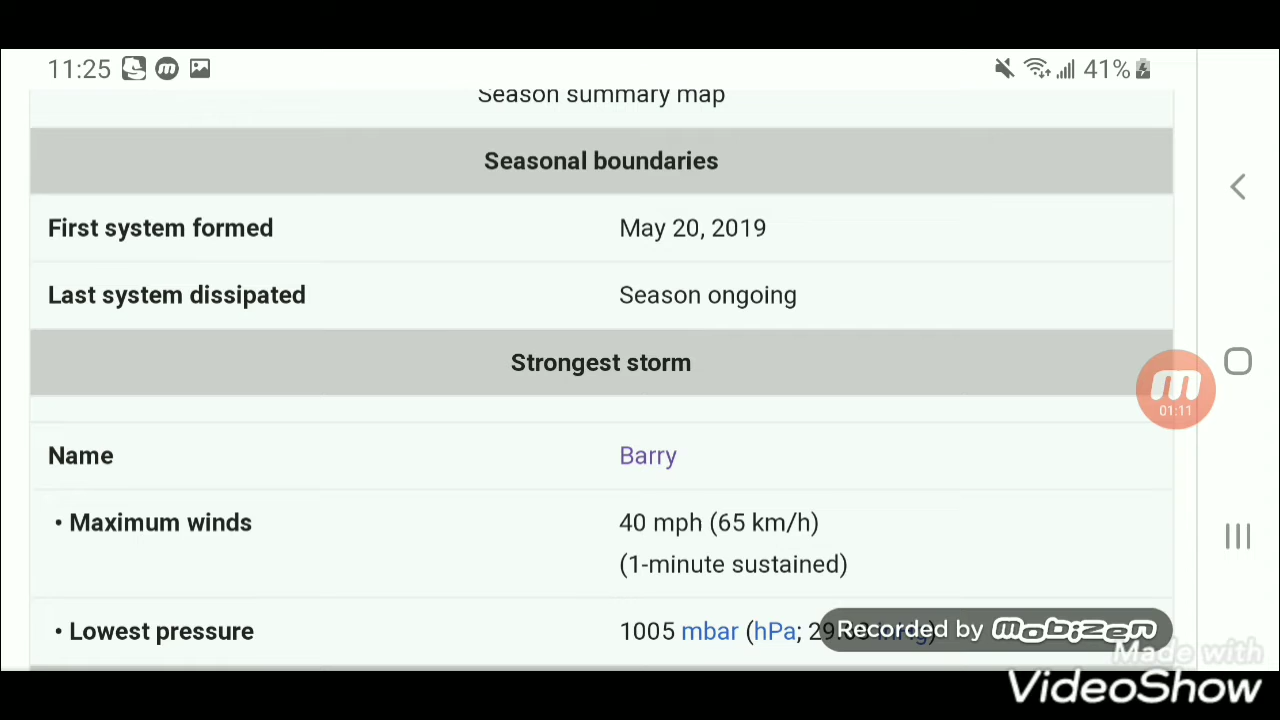 11:25 41%
Season summary map
Seasonal boundaries
First system formed May 20, 2019
Last system dissipated Season ongoing
Strongest storm
Name Barry
• Maximum winds 40 mph (65 km/h)
(1-minute sustained)
• Lowest pressure 1005 mbar (hPa;
Recorded by mobizen
01:11
Made with
VideoShow